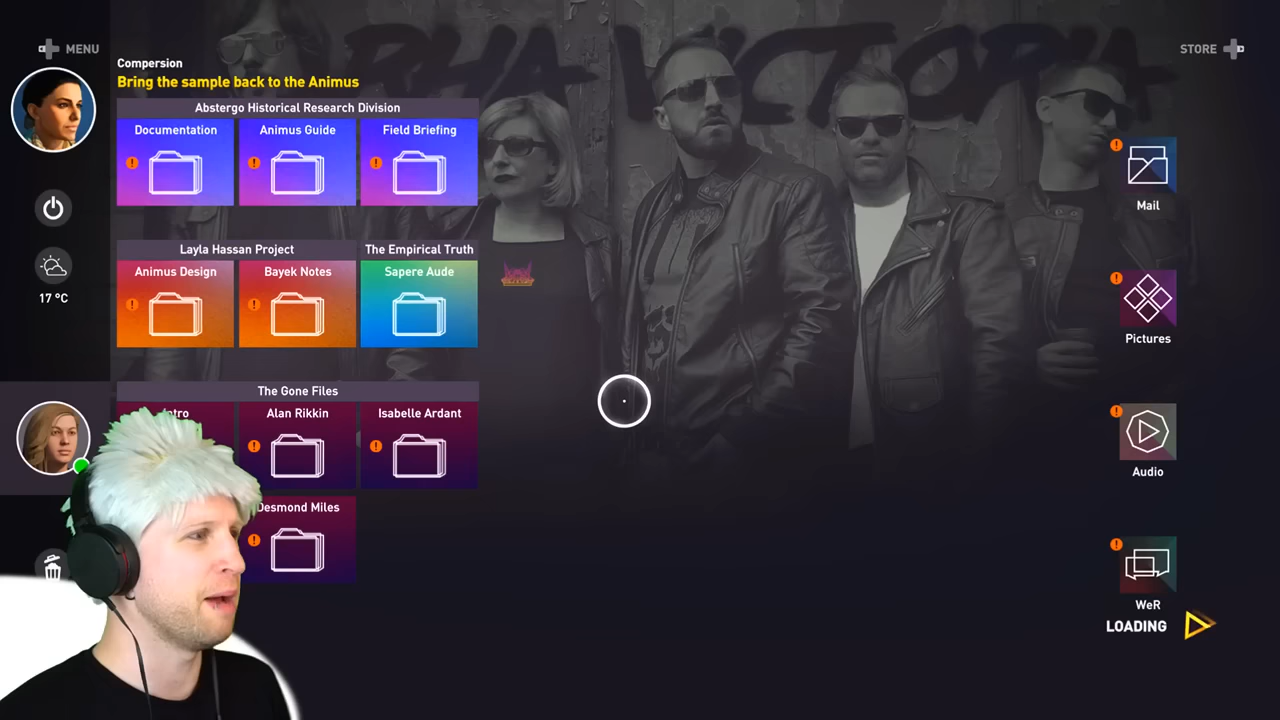 MENU
STORE
Compersion
Bring the sample back to the Animus
Abstergo Historical Research Division
Documentation
Animus Guide
Field Briefing
Layla Hassan Project
The Empirical Truth
Animus Design
Bayek Notes
Sapere Aude
17 °C
The Gone Files
Alan Rikkin
Isabelle Ardant
Desmond Miles
Mail
Pictures
Audio
WeR
LOADING